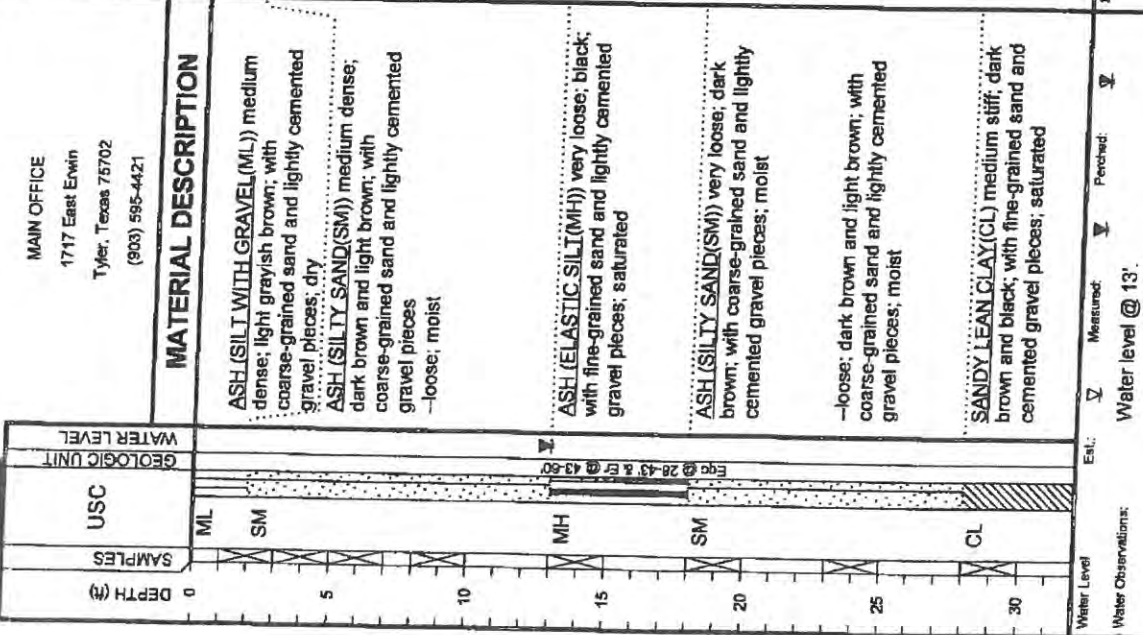 MAIN OFFICE
1717 East Erwin
Tyler, Texas 75702
(903) 595-4421
DEPTH (ft)
SAMPLES
USC
GEOLOGIC UNIT
WATER LEVEL
MATERIAL DESCRIPTION
0
ML
ASH (SILT WITH GRAVEL(ML)) medium
dense; light grayish brown; with
coarse-grained sand and lightly cemented
gravel pieces; dry
SM
ASH (SILTY SAND(SM)) medium dense;
dark brown and light brown; with
coarse-grained sand and lightly cemented
gravel pieces
--loose; moist
5
10
MH
ASH (ELASTIC SILT(MH)) very loose; black;
with fine-grained sand and lightly cemented
gravel pieces; saturated
15
Eqc @ 28-43' & Er @ 43-60'
SM
ASH (SILTY SAND(SM)) very loose; dark
brown; with coarse-grained sand and lightly
cemented gravel pieces; moist
20
--loose; dark brown and light brown; with
coarse-grained sand and lightly cemented
gravel pieces; moist
25
CL
SANDY LEAN CLAY(CL) medium stiff; dark
brown and black; with fine-grained sand and
cemented gravel pieces; saturated
30
Water Level Est.: Measured: Perched:
Water Observations: Water level @ 13'.